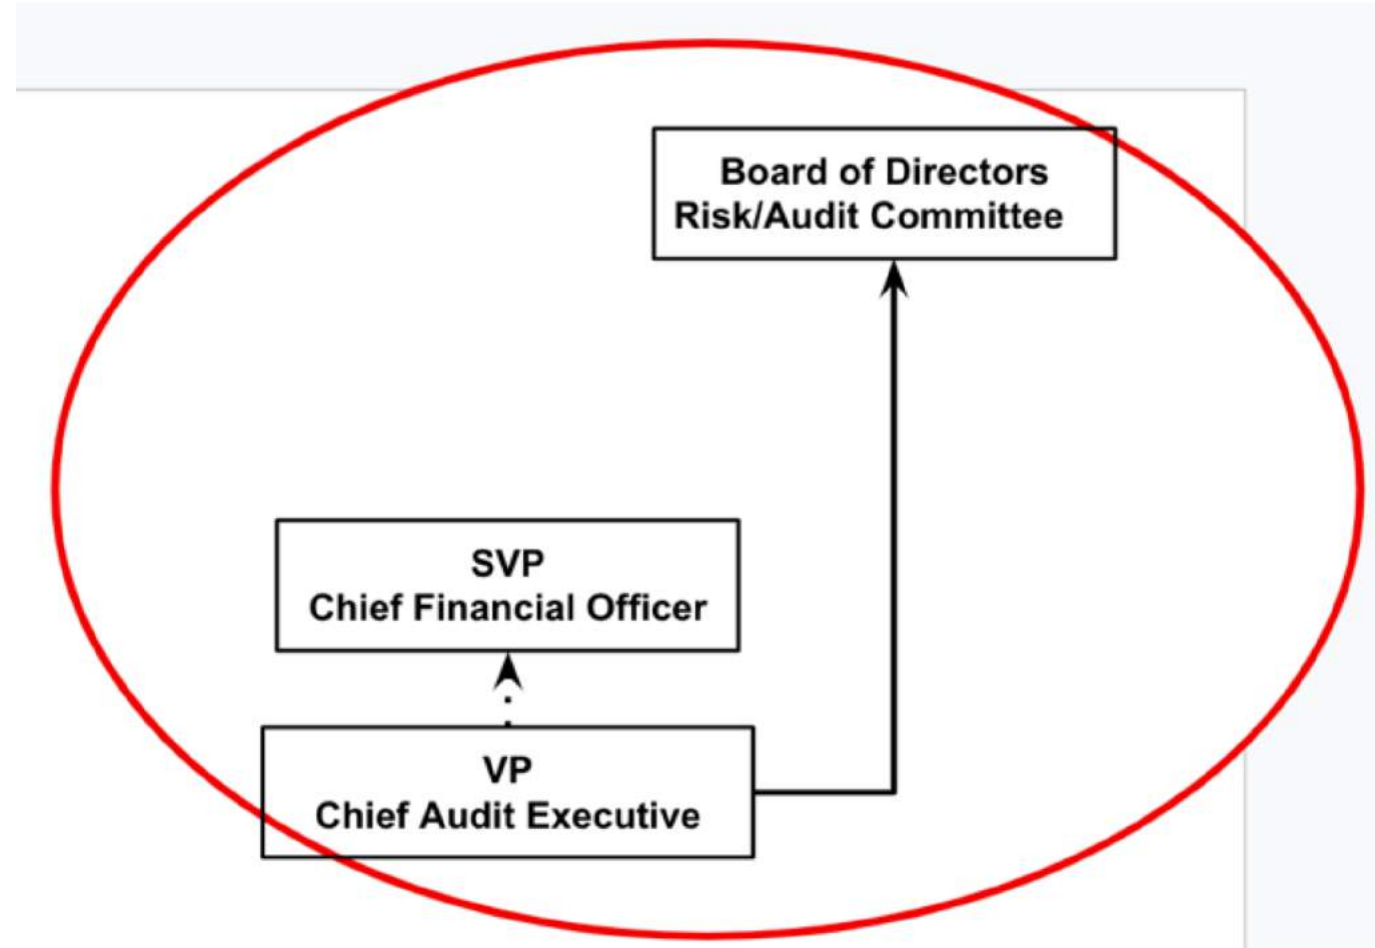 Board of Directors
Risk/Audit Committee
SVP
Chief Financial Officer
VP
Chief Audit Executive